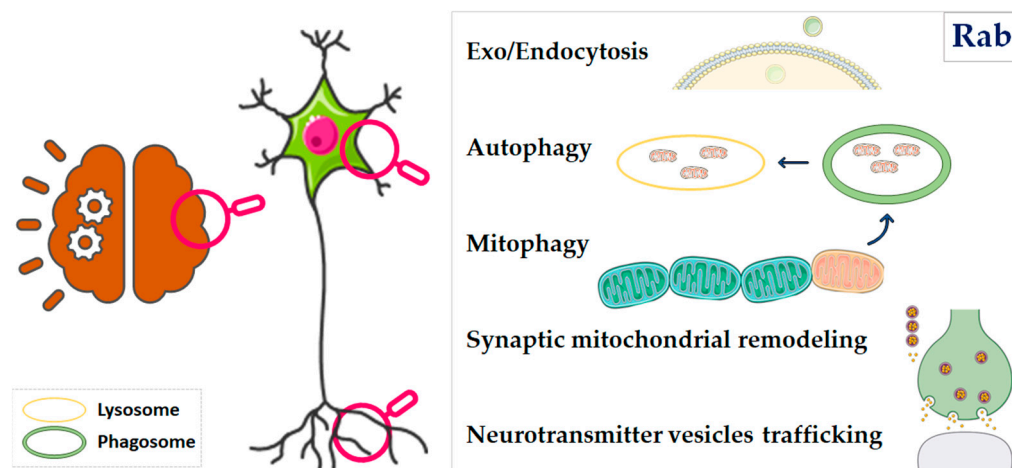 Rab
Exo/Endocytosis
Autophagy
Mitophagy
Synaptic mitochondrial remodeling
Neurotransmitter vesicles trafficking
Lysosome
Phagosome